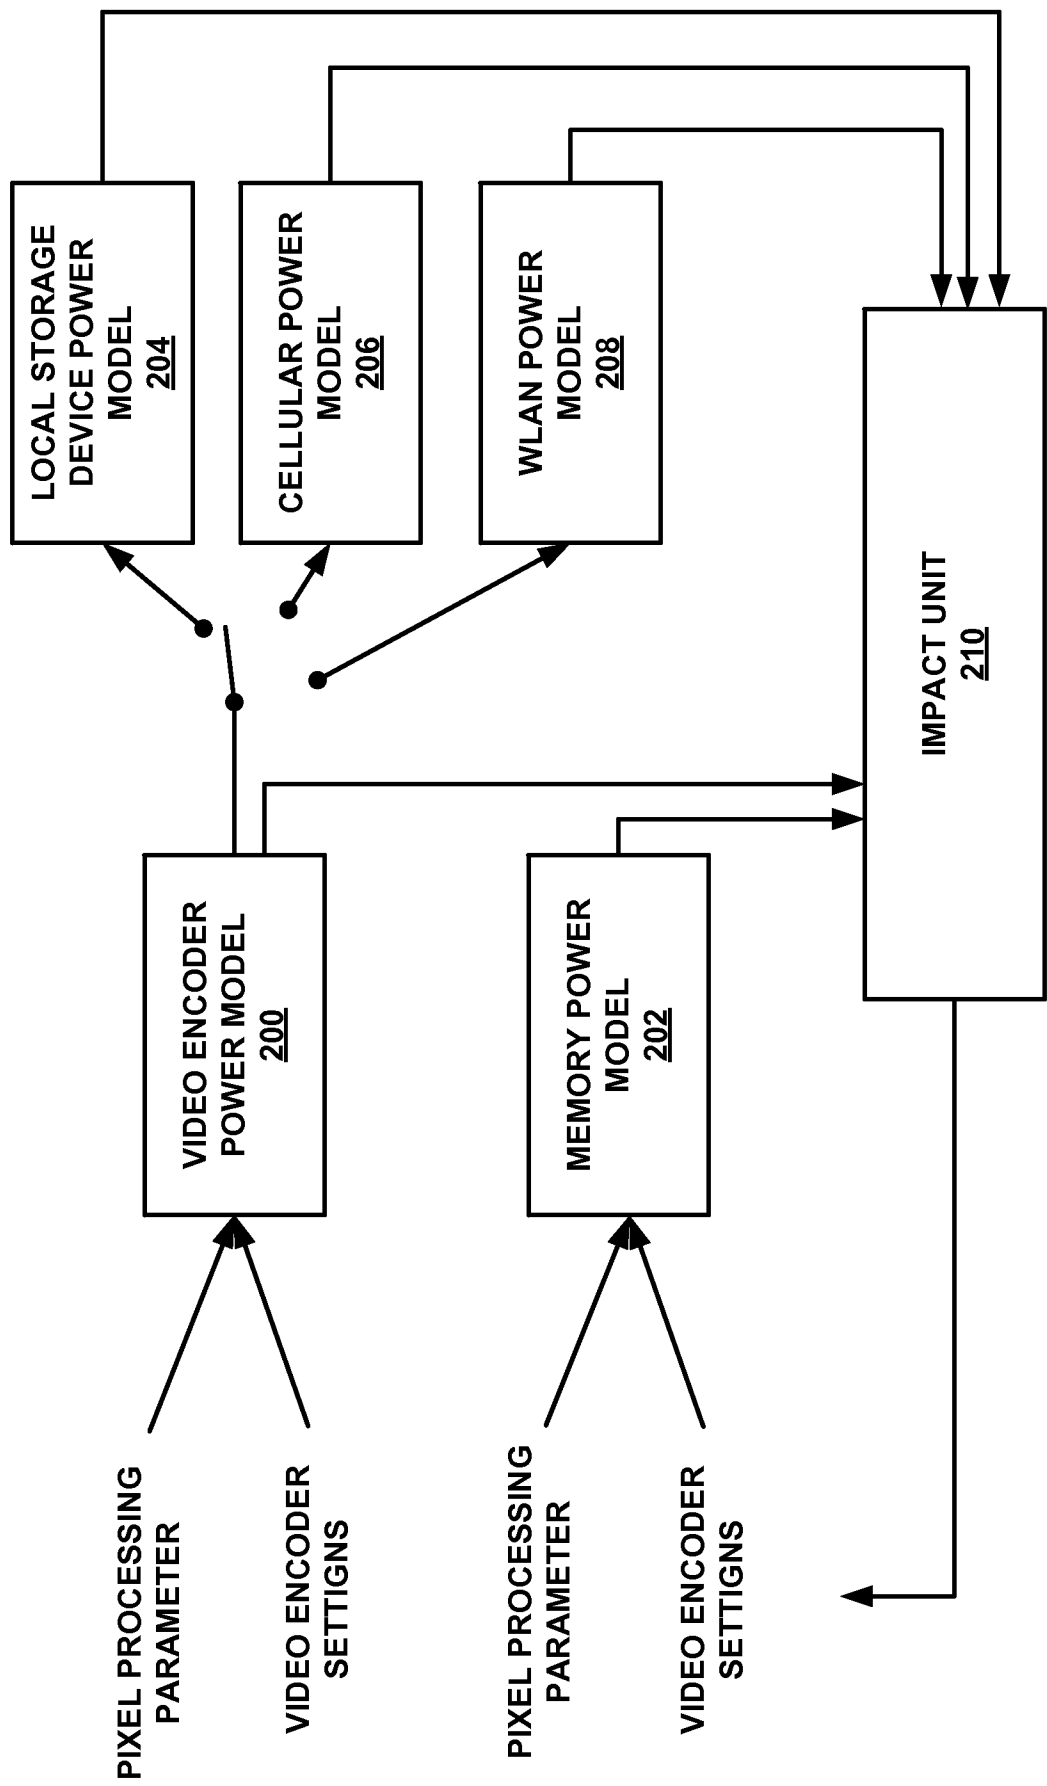 PIXEL PROCESSING
PARAMETER
VIDEO ENCODER
SETTIGNS
PIXEL PROCESSING
PARAMETER
VIDEO ENCODER
SETTIGNS
VIDEO ENCODER
POWER MODEL
200
MEMORY POWER
MODEL
202
LOCAL STORAGE
DEVICE POWER
MODEL
204
CELLULAR POWER
MODEL
206
WLAN POWER
MODEL
208
IMPACT UNIT
210